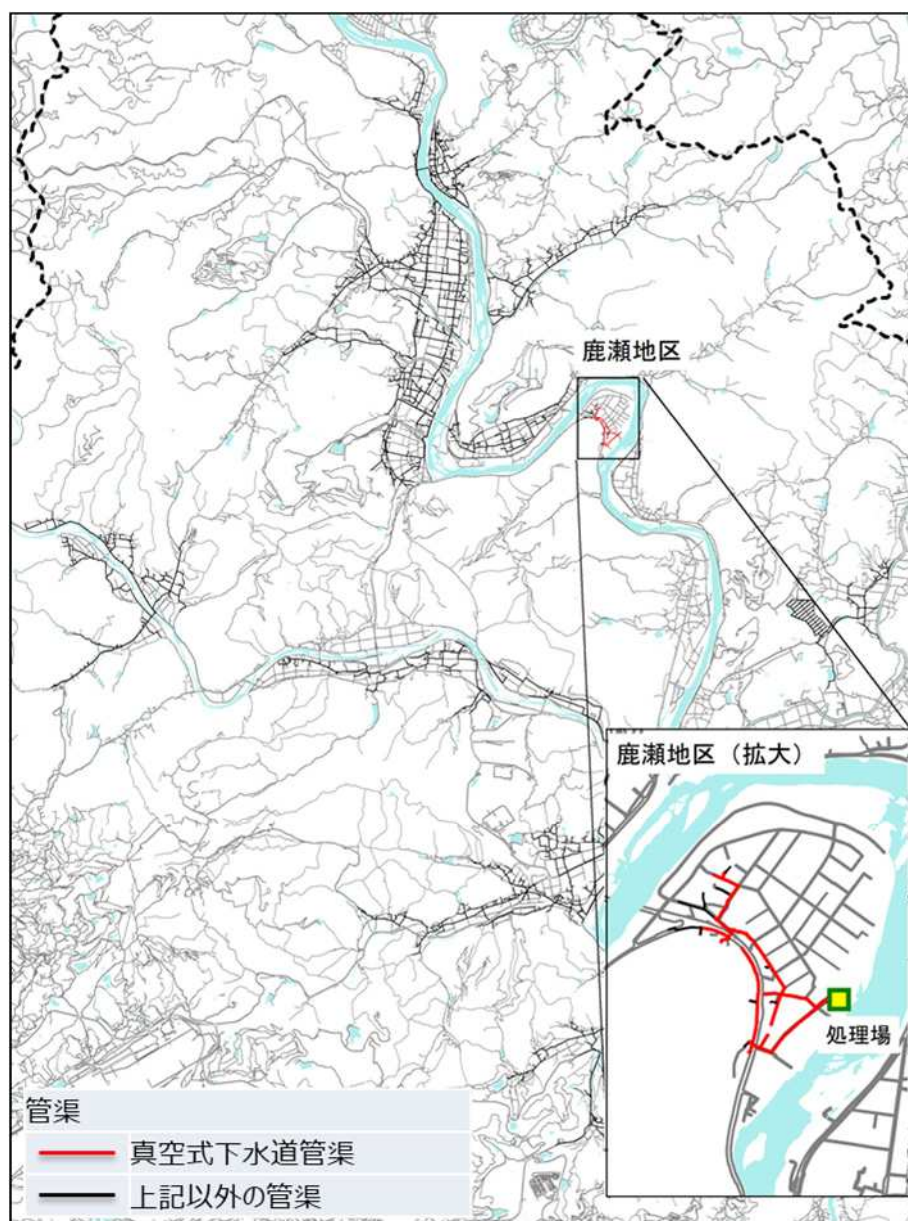 鹿瀬地区
鹿瀬地区（拡大）
処理場
管渠
真空式下水道管渠
上記以外の管渠